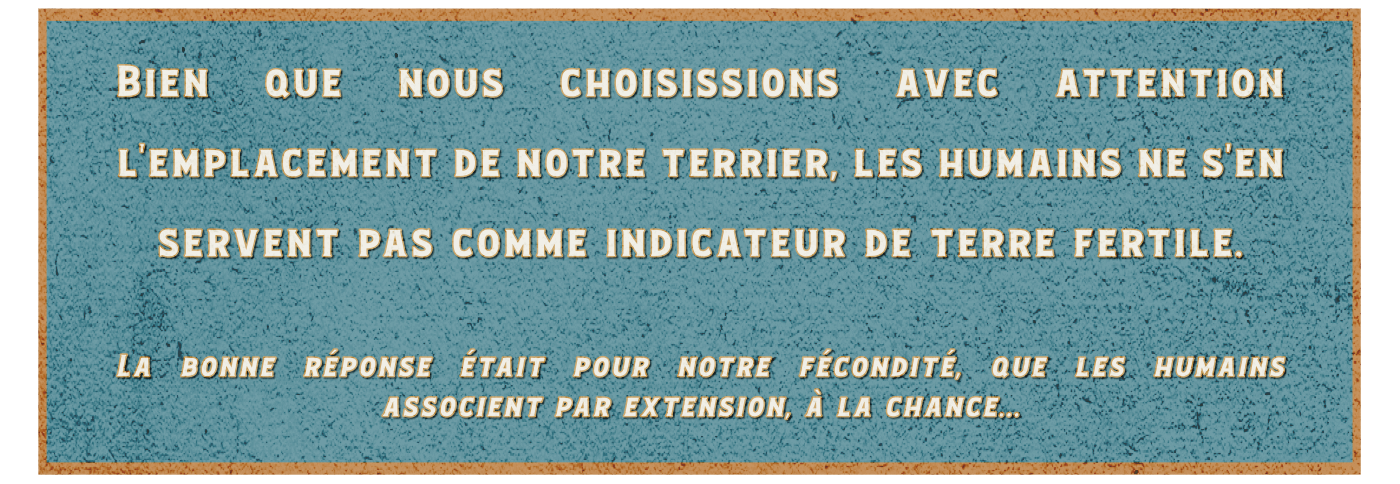 Bien que nous choisissions avec attention
l'emplacement de notre terrier, les humains ne s'en
servent pas comme indicateur de terre fertile.
La bonne réponse était pour notre fécondité, que les humains
associent par extension, à la chance...